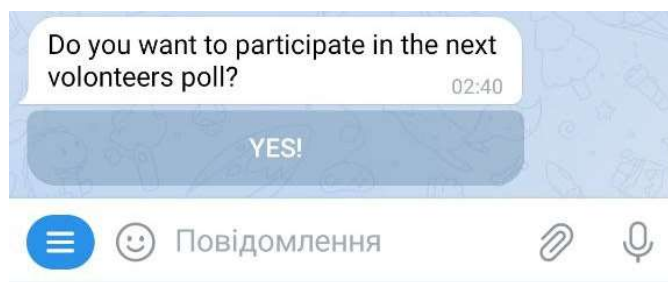 Do you want to participate in the next
volonteers poll?
02:40
YES!
Повідомлення